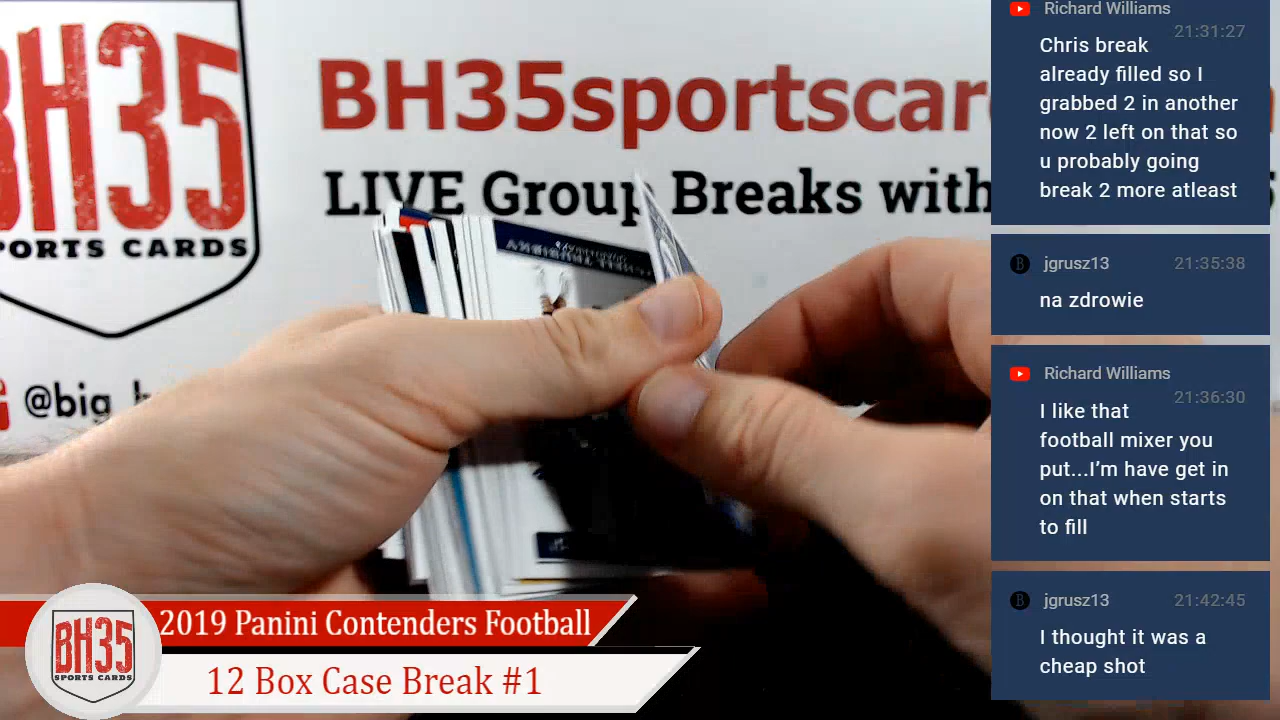 BH35
SPORTS CARDS
@big_
BH35sportscar
LIVE Group Breaks with
Richard Williams
21:31:27
Chris break
already filled so I
grabbed 2 in another
now 2 left on that so
u probably going
break 2 more atleast
jgrusz13 21:35:38
na zdrowie
Richard Williams
21:36:30
I like that
football mixer you
put...I'm have get in
on that when starts
to fill
jgrusz13 21:42:45
I thought it was a
cheap shot
BH35
SPORTS CARDS
2019 Panini Contenders Football
12 Box Case Break #1